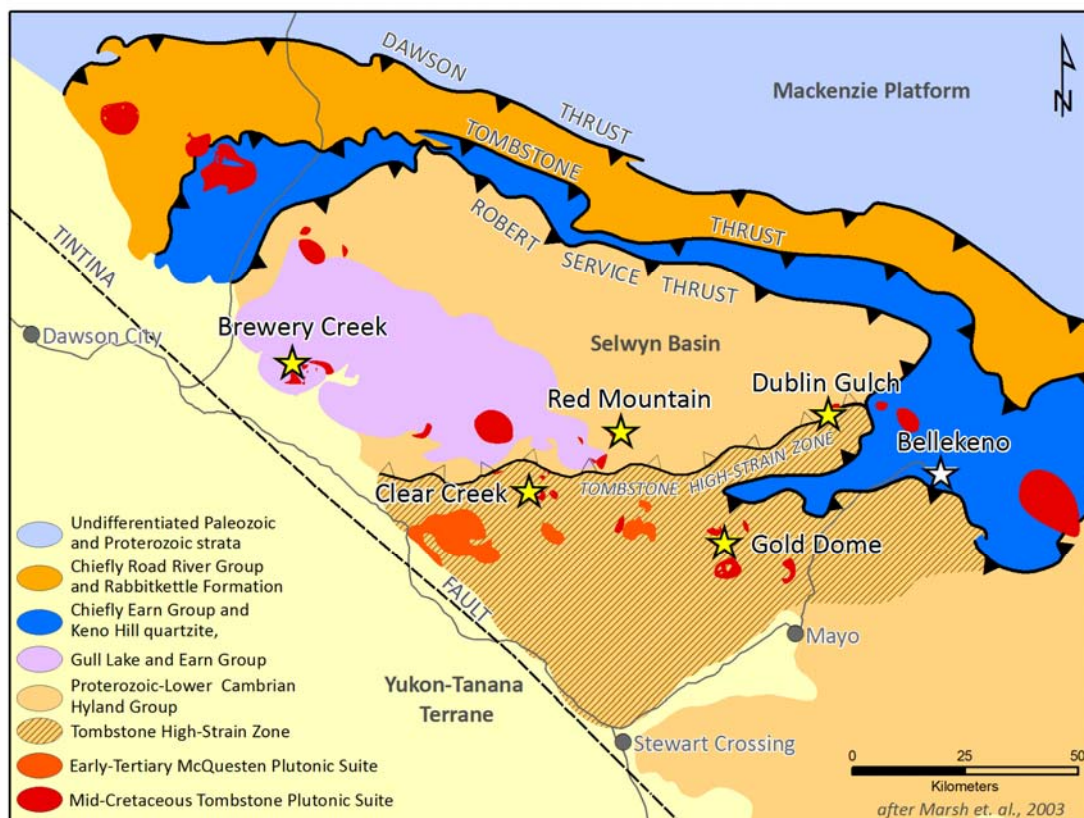 DAWSON
THRUST
Mackenzie Platform
N
TOMBSTONE
THRUST
ROBERT SERVICE THRUST
TINTINA
FAULT
Dawson City
Brewery Creek
Selwyn Basin
Red Mountain
Dublin Gulch
Bellekeno
TOMBSTONE HIGH-STRAIN ZONE
Clear Creek
Gold Dome
Mayo
Yukon-Tanana
Terrane
Stewart Crossing
Undifferentiated Paleozoic
and Proterozoic strata
Chiefly Road River Group
and Rabbitkettle Formation
Chiefly Earn Group and
Keno Hill quartzite,
Gull Lake and Earn Group
Proterozoic-Lower Cambrian
Hyland Group
Tombstone High-Strain Zone
Early-Tertiary McQuesten Plutonic Suite
Mid-Cretaceous Tombstone Plutonic Suite
0 25 50
Kilometers
after Marsh et. al., 2003